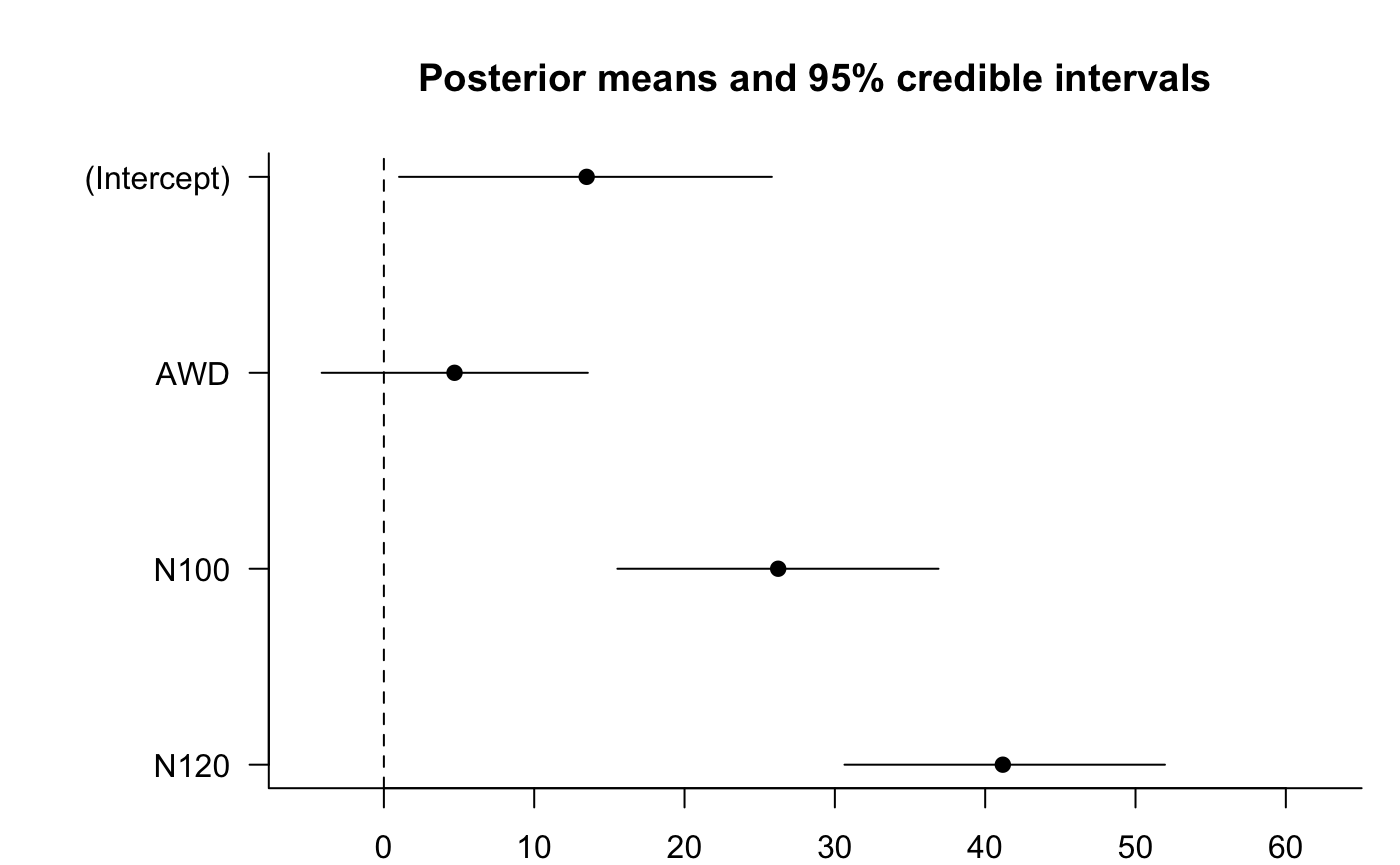 Posterior means and 95% credible intervals
(Intercept)
AWD
N100
N120
0 10 20 30 40 50 60